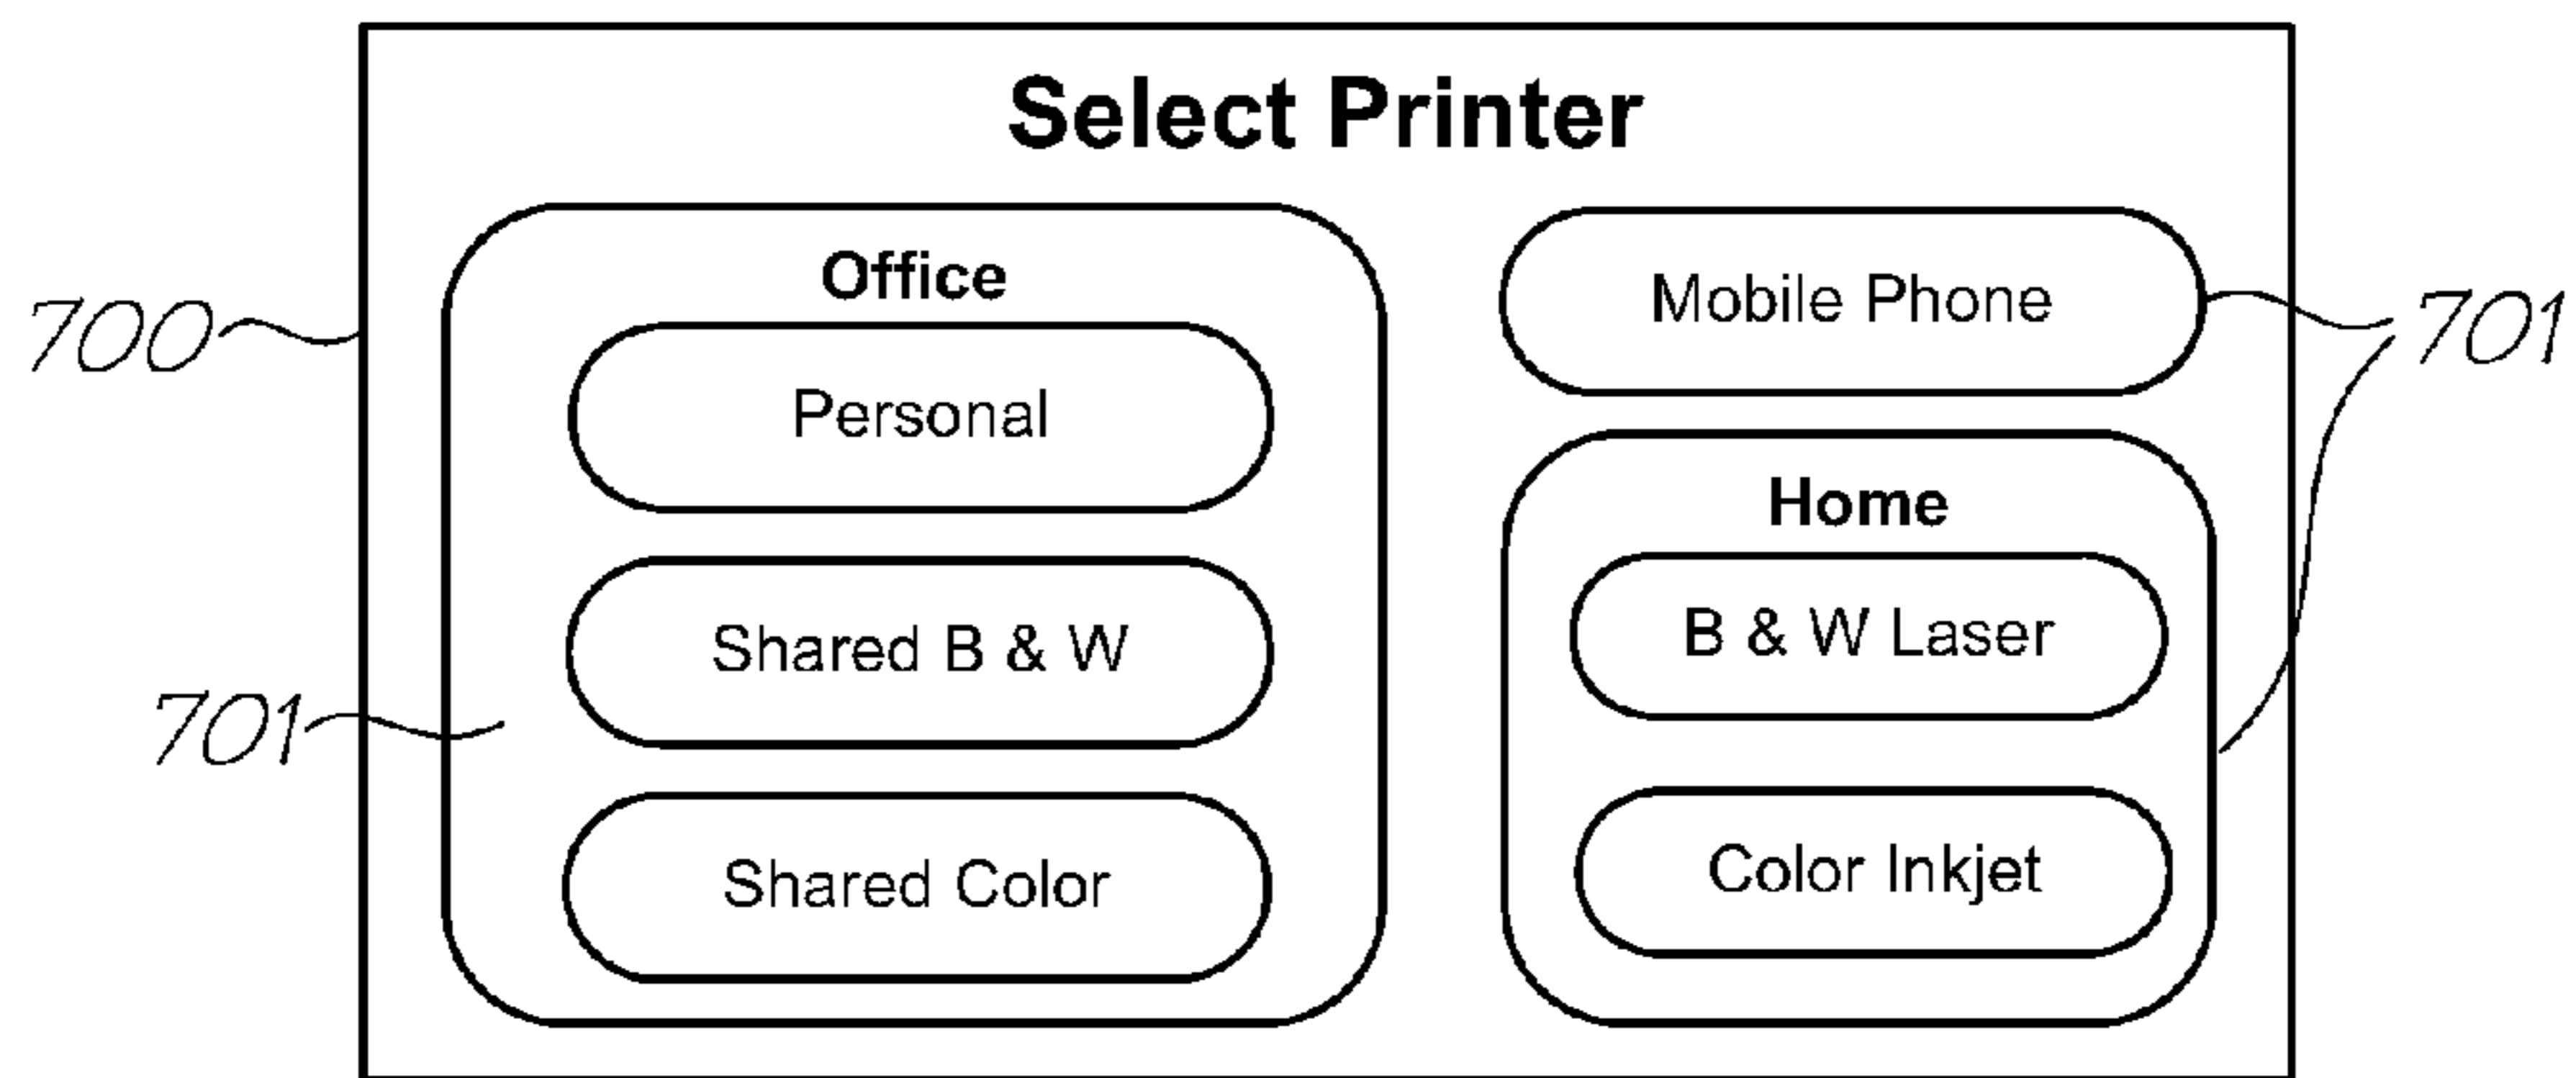 Select Printer
Office
Personal
Shared B & W
Shared Color
Mobile Phone
Home
B & W Laser
Color Inkjet
700
701
701